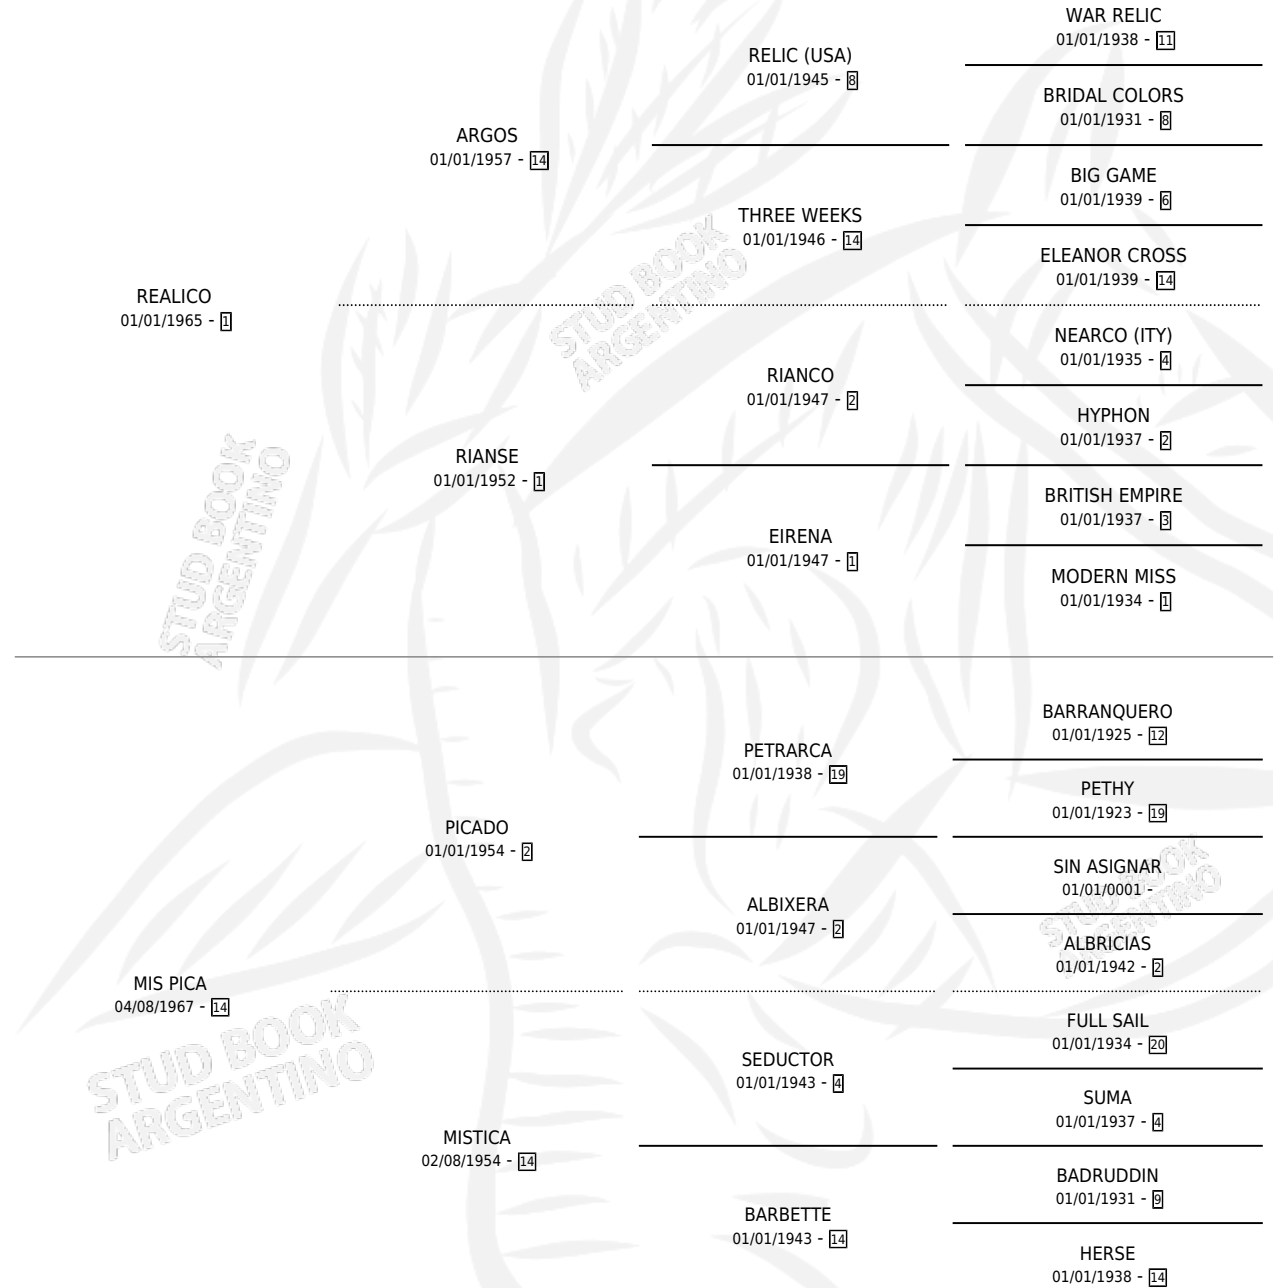 WAR RELIC
01/01/1938 - 11
RELIC (USA)
01/01/1945 - 8
BRIDAL COLORS
01/01/1931 - 8
ARGOS
01/01/1957 - 14
BIG GAME
01/01/1939 - 6
THREE WEEKS
01/01/1946 - 14
ELEANOR CROSS
01/01/1939 - 14
REALICO
01/01/1965 - 1
STUD BOOK
ARGENTINO
NEARCO (ITY)
01/01/1935 - 4
RIANCO
01/01/1947 - 2
HYPHON
01/01/1937 - 2
RIANSE
01/01/1952 - 1
BRITISH EMPIRE
01/01/1937 - 3
EIRENA
01/01/1947 - 1
MODERN MISS
01/01/1934 - 1
STUD BOOK
ARGENTINO
BARRANQUERO
01/01/1925 - 12
PETRARCA
01/01/1938 - 19
PETHY
01/01/1923 - 19
PICADO
01/01/1954 - 2
SIN ASIGNAR
01/01/0001 -
ALBIXERA
01/01/1947 - 2
ALBRICIAS
01/01/1942 - 2
STUD BOOK
ARGENTINO
MIS PICA
04/08/1967 - 14
FULL SAIL
01/01/1934 - 20
SEDUCTOR
01/01/1943 - 4
SUMA
01/01/1937 - 4
STUD BOOK
ARGENTINO
MISTICA
02/08/1954 - 14
BADRUDDIN
01/01/1931 - 9
BARBETTE
01/01/1943 - 14
HERSE
01/01/1938 - 14